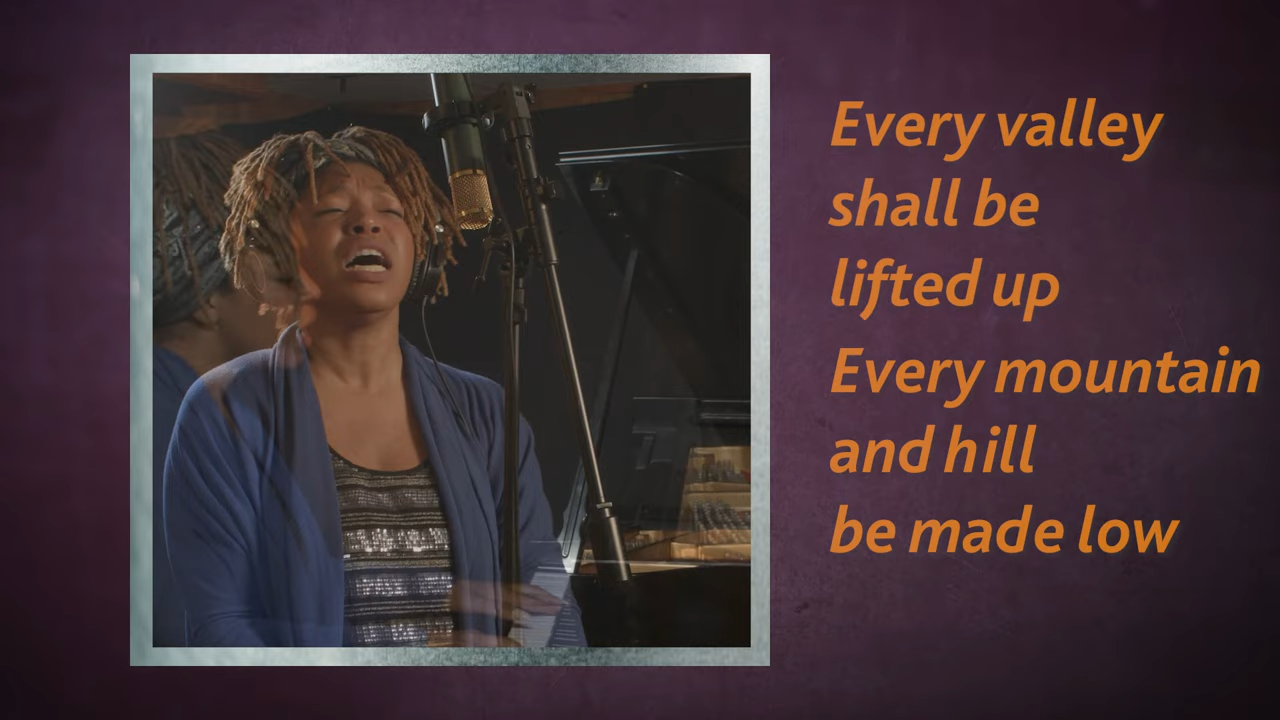 Every valley
shall be
lifted up
Every mountain
and hill
be made low